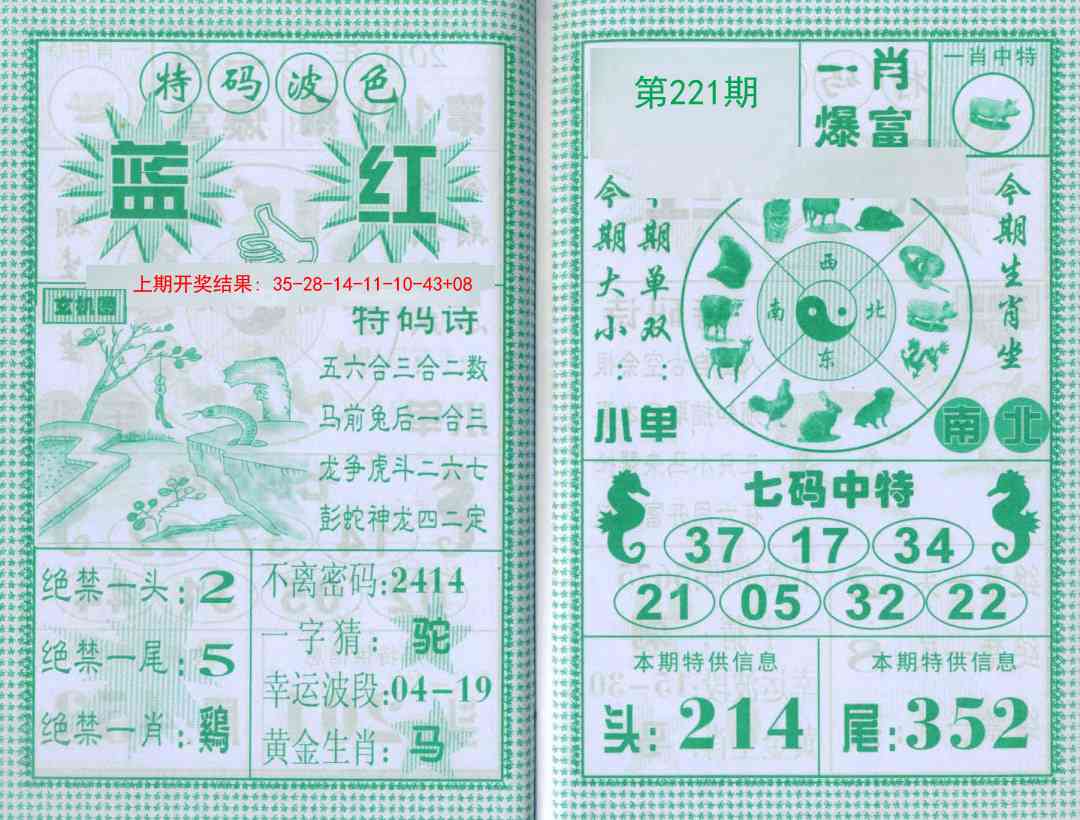 特码波色
蓝 红
上期开奖结果: 35-28-14-11-10-43+08
玄机图
特码诗
五六合三合二数
马前兔后一合三
龙争虎斗二六七
彭蛇神龙四二定
绝禁一头:2
绝禁一尾:5
绝禁一肖:鷄
不离密码:2414
一字猜:驼
幸运波段:04-19
黄金生肖:马
第221期
一肖
爆富
一肖中特
今期大小:
小
今期单双:
单
西
南 北
东
今期生肖坐
南北
七码中特
37 17 34
21 05 32 22
本期特供信息
头:214
本期特供信息
尾:352